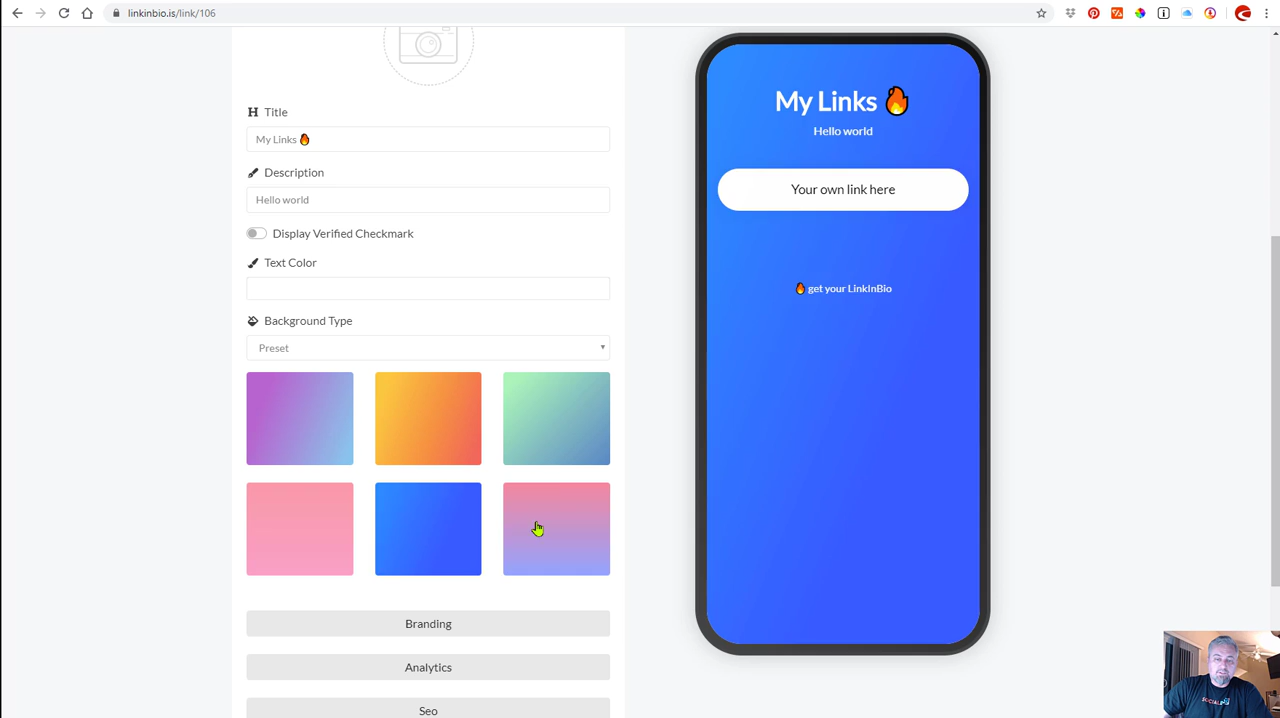 linkinbio.is/link/106
Title
My Links 🔥
Description
Hello world
Display Verified Checkmark
Text Color
Background Type
Preset
Branding
Analytics
Seo
My Links 🔥
Hello world
Your own link here
🔥 get your LinkInBio
SOCIAL